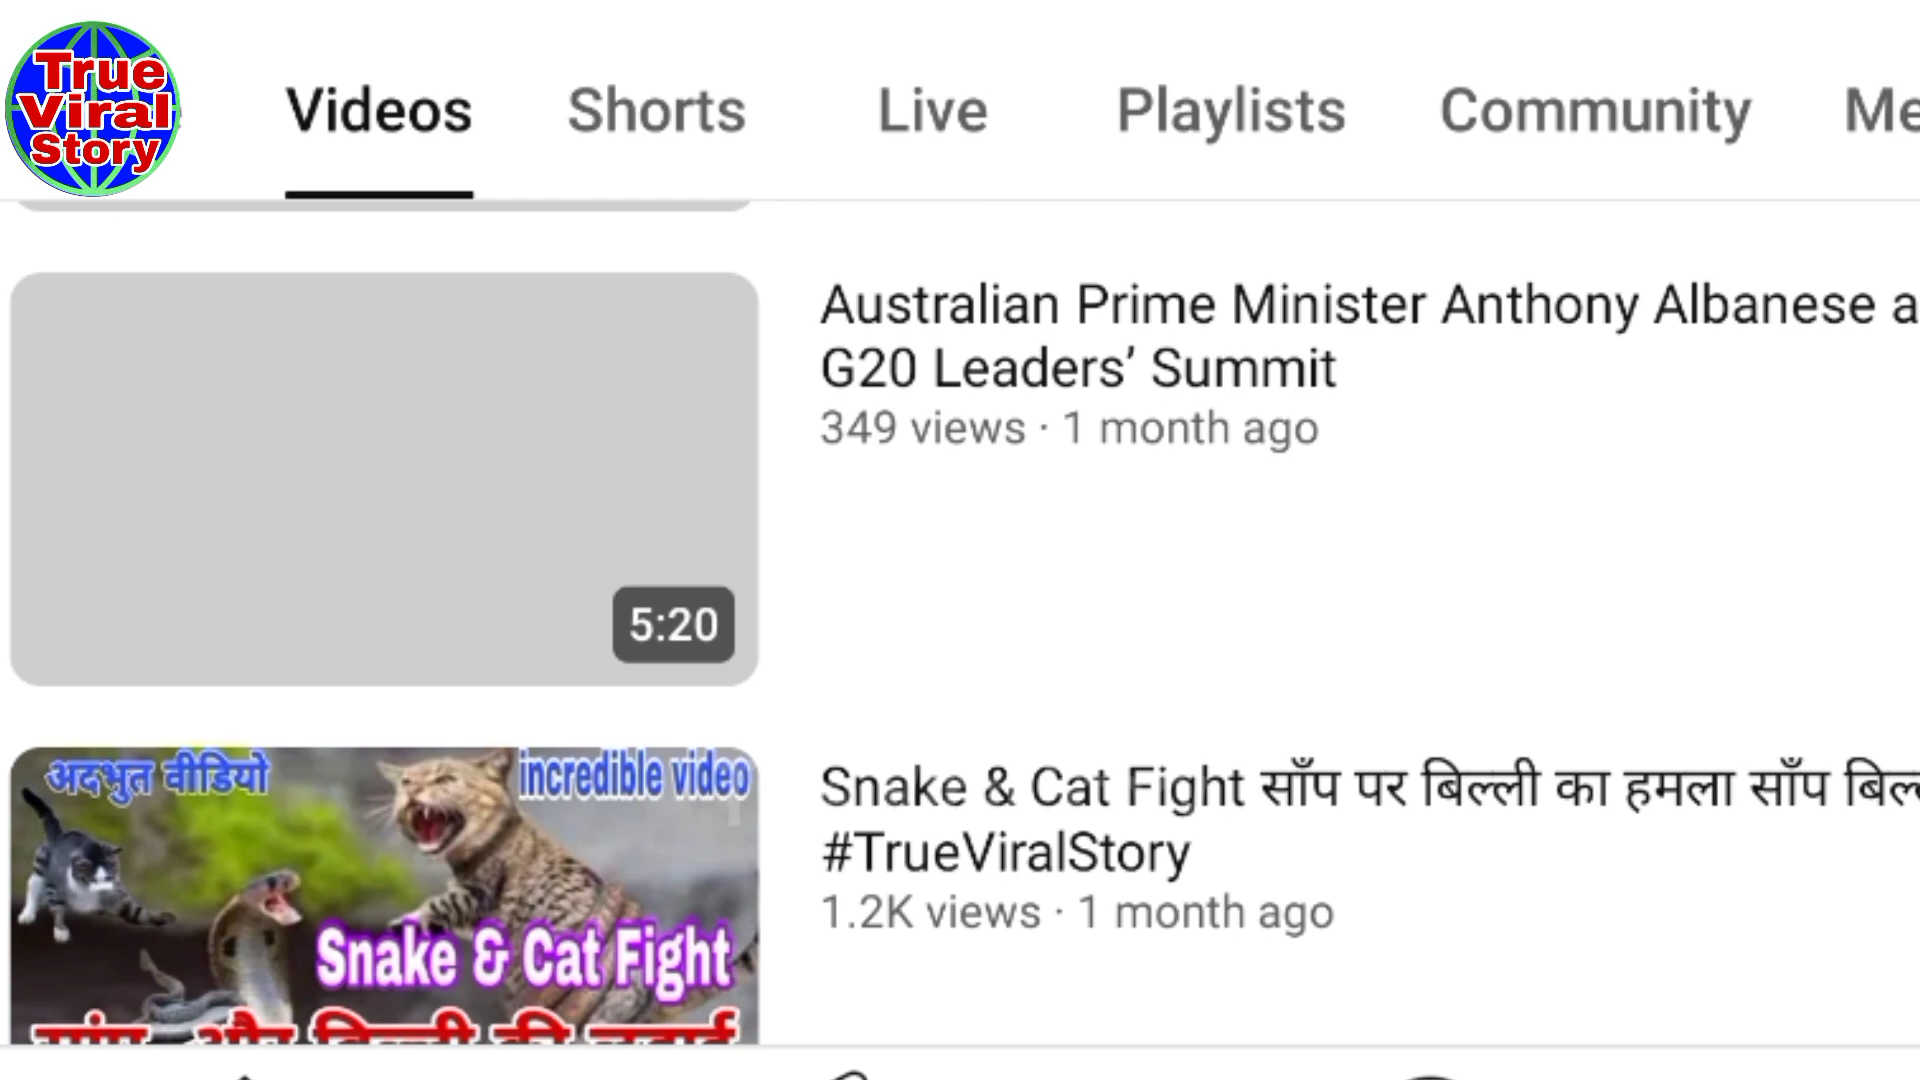 True
Viral
Story
Videos Shorts Live Playlists Community
Australian Prime Minister Anthony Albanese
G20 Leaders’ Summit
349 views · 1 month ago
5:20
अदभुत वीडियो incredible video
Snake & Cat Fight
Snake & Cat Fight साँप पर बिल्ली का हमला साँप
#TrueViralStory
1.2K views · 1 month ago